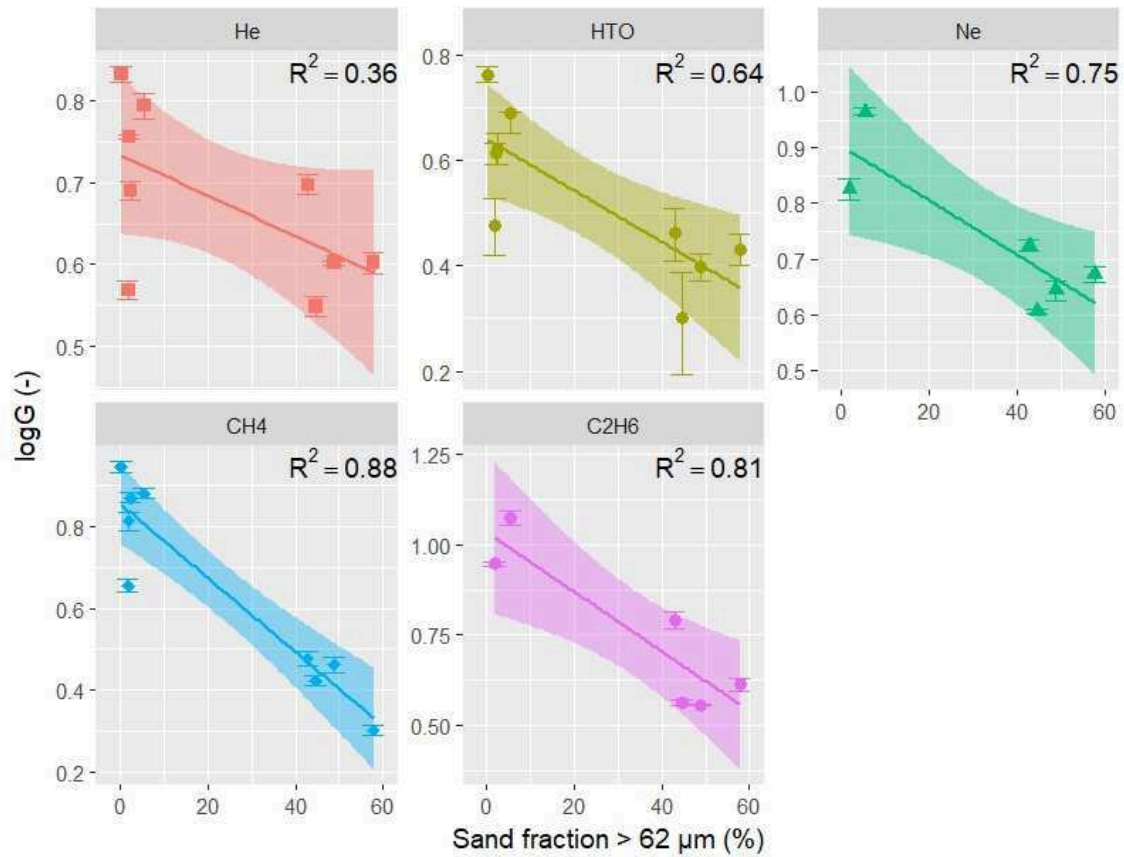 He
HTO
Ne
R² = 0.36
R² = 0.64
R² = 0.75
0.8
0.7
0.6
0.5
0.8
0.6
0.4
0.2
1.0
0.9
0.8
0.7
0.6
0.5
0 20 40 60
logG (-)
CH4
C2H6
R² = 0.88
R² = 0.81
0.8
0.6
0.4
0.2
1.25
1.00
0.75
0.50
0 20 40 60
0 20 40 60
Sand fraction > 62 µm (%)